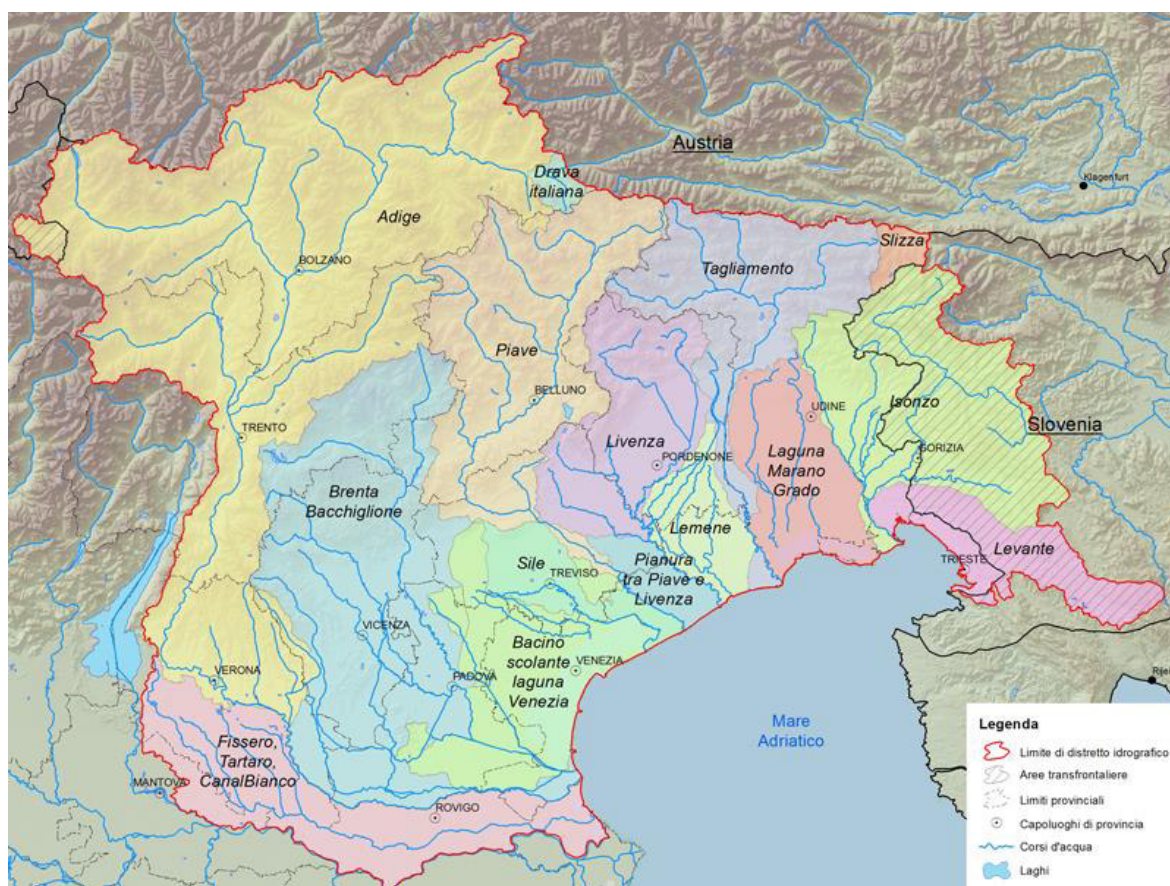 Austria
Klagenfurt
Drava
italiana
Adige
Slizza
BOLZANO
Tagliamento
Piave
BELLUNO
UDINE
Isonzo
Slovenia
TRENTO
Livenza
PORDENONE
Laguna
Marano
Grado
GORIZIA
Brenta
Bacchiglione
Lemene
Levante
TRIESTE
Sile
TREVISO
Pianura
tra Piave e
Livenza
VICENZA
Bacino
scolante
laguna
Venezia
VENEZIA
VERONA
PADOVA
Mare
Adriatico
Fissero,
Tartaro,
CanalBianco
MANTOVA
ROVIGO
Legenda
Limite di distretto idrografico
Aree transfrontaliere
Limiti provinciali
Capoluoghi di provincia
Corsi d'acqua
Laghi